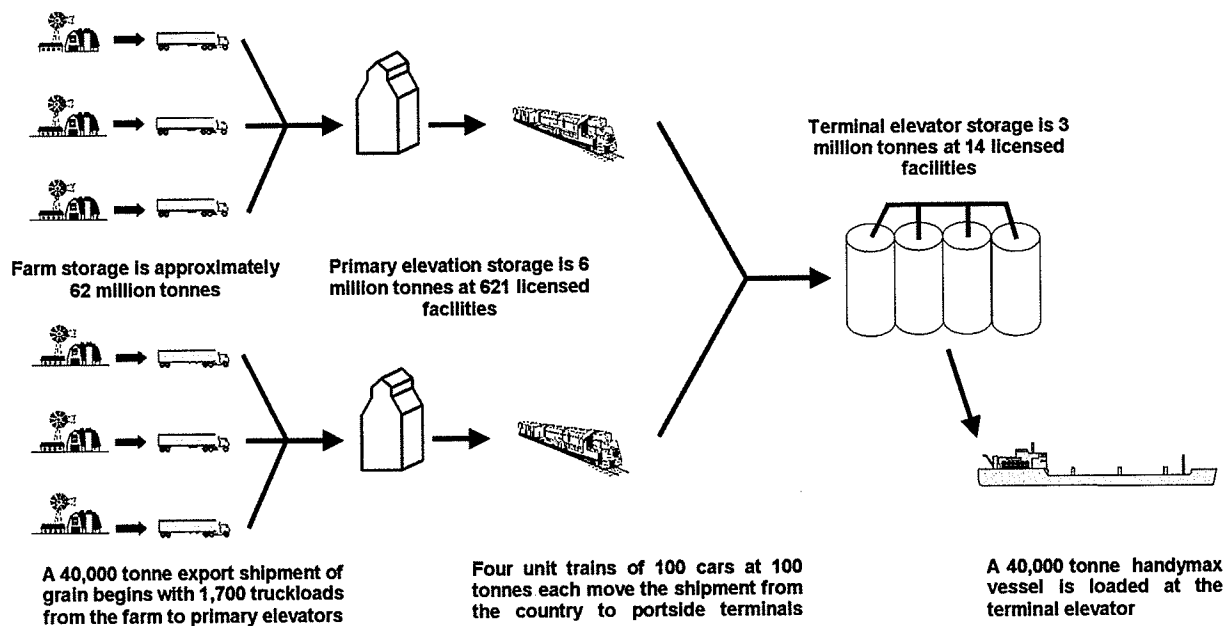 Terminal elevator storage is 3
million tonnes at 14 licensed
facilities
Farm storage is approximately
62 million tonnes
Primary elevation storage is 6
million tonnes at 621 licensed
facilities
A 40,000 tonne export shipment of
grain begins with 1,700 truckloads
from the farm to primary elevators
Four unit trains of 100 cars at 100
tonnes each move the shipment from
the country to portside terminals
A 40,000 tonne handymax
vessel is loaded at the
terminal elevator